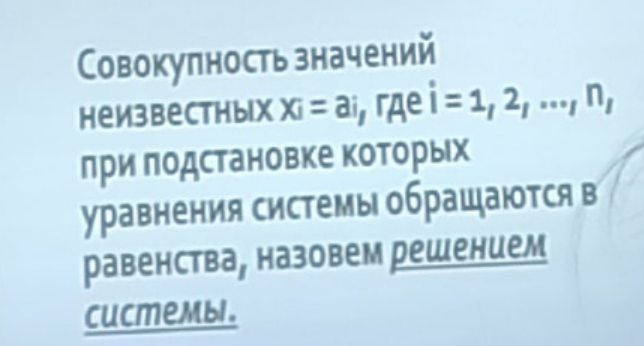 Совокупность значений
неизвестных xi = ai, где i = 1, 2, ..., n,
при подстановке которых
уравнения системы обращаются в
равенства, назовем решением
системы.